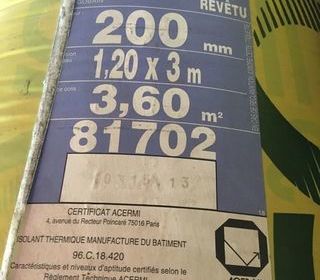 REVÊTU
200 mm
1,20 x 3 m
3,60 m²
81702
CERTIFICAT ACERMI
4, avenue du Recteur Poincaré 75016 Paris
ISOLANT THERMIQUE MANUFACTURE DU BATIMENT
96.C.18.420
Caractéristiques et niveaux d'aptitude certifiés selon le
Règlement Technique ACERMI